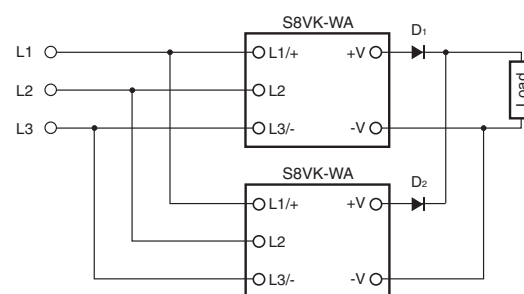 S8VK-WA
D1
L1
L1/+
+V
L2
L2
Load
L3
L3/-
-V
S8VK-WA
D2
L1/+
+V
L2
L3/-
-V